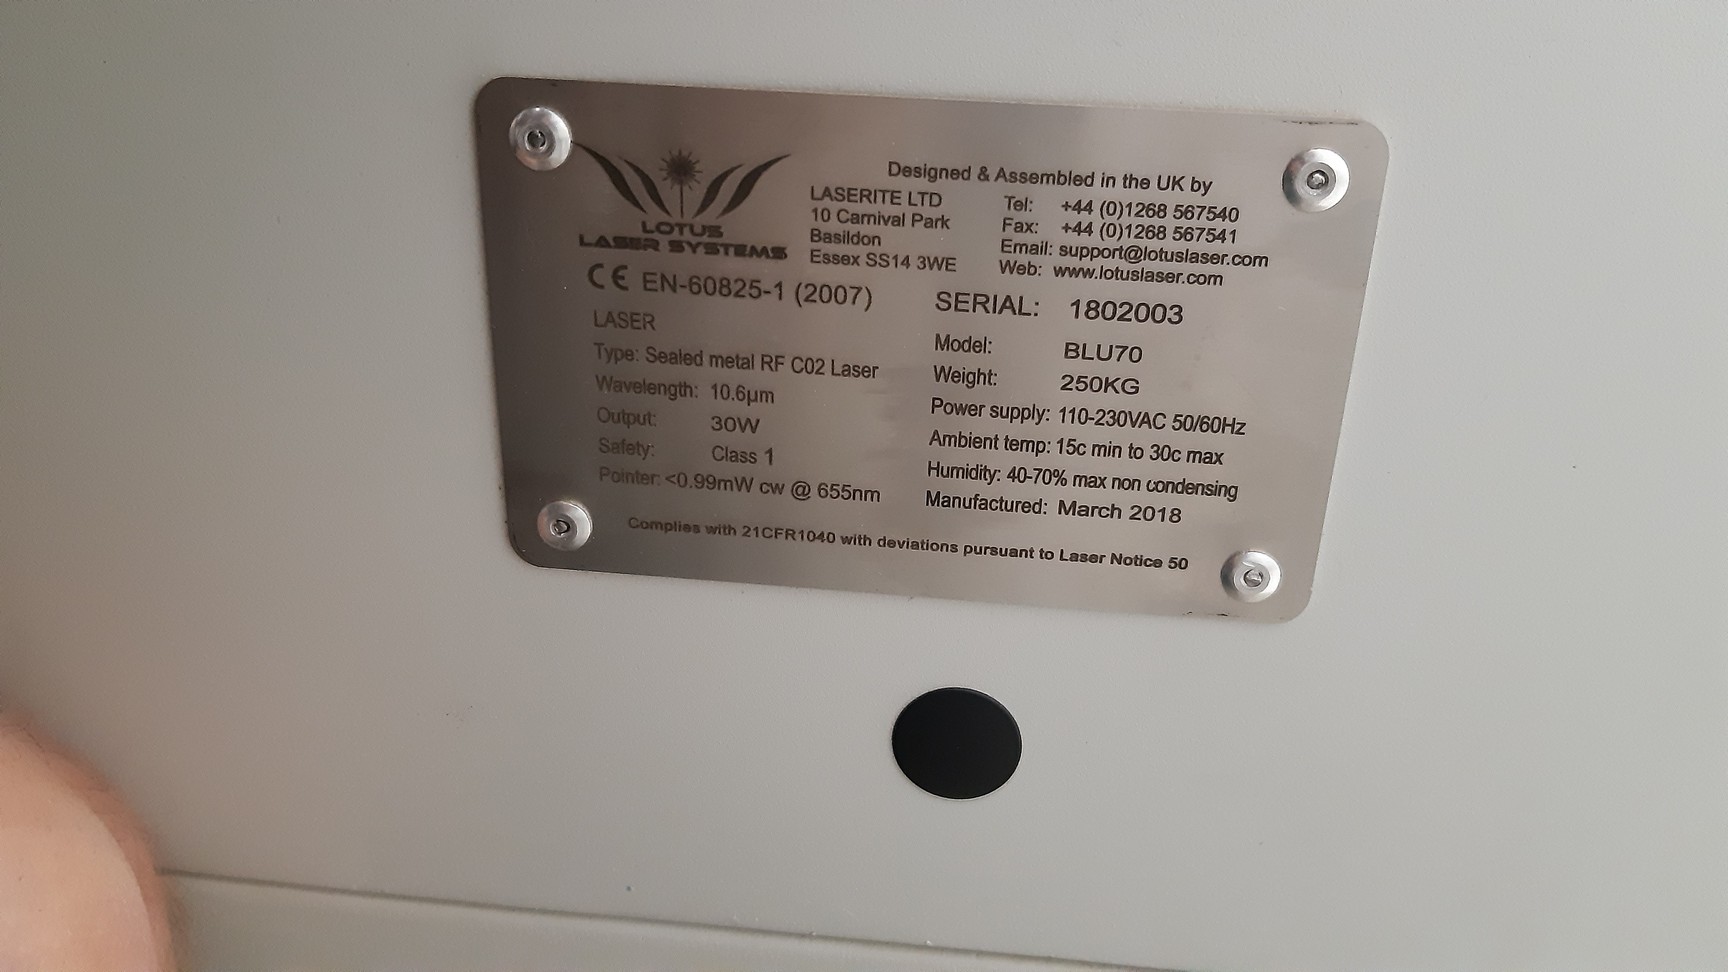 LOTUS
LASER SYSTEMS
Designed & Assembled in the UK by
LASERITE LTD
10 Carnival Park
Basildon
Essex SS14 3WE
Tel: +44 (0)1268 567540
Fax: +44 (0)1268 567541
Email: support@lotuslaser.com
Web: www.lotuslaser.com
CE EN-60825-1 (2007)
LASER
Type: Sealed metal RF C02 Laser
Wavelength: 10.6µm
Output: 30W
Safety: Class 1
Pointer: <0.99mW cw @ 655nm
SERIAL: 1802003
Model: BLU70
Weight: 250KG
Power supply: 110-230VAC 50/60Hz
Ambient temp: 15c min to 30c max
Humidity: 40-70% max non condensing
Manufactured: March 2018
Complies with 21CFR1040 with deviations pursuant to Laser Notice 50